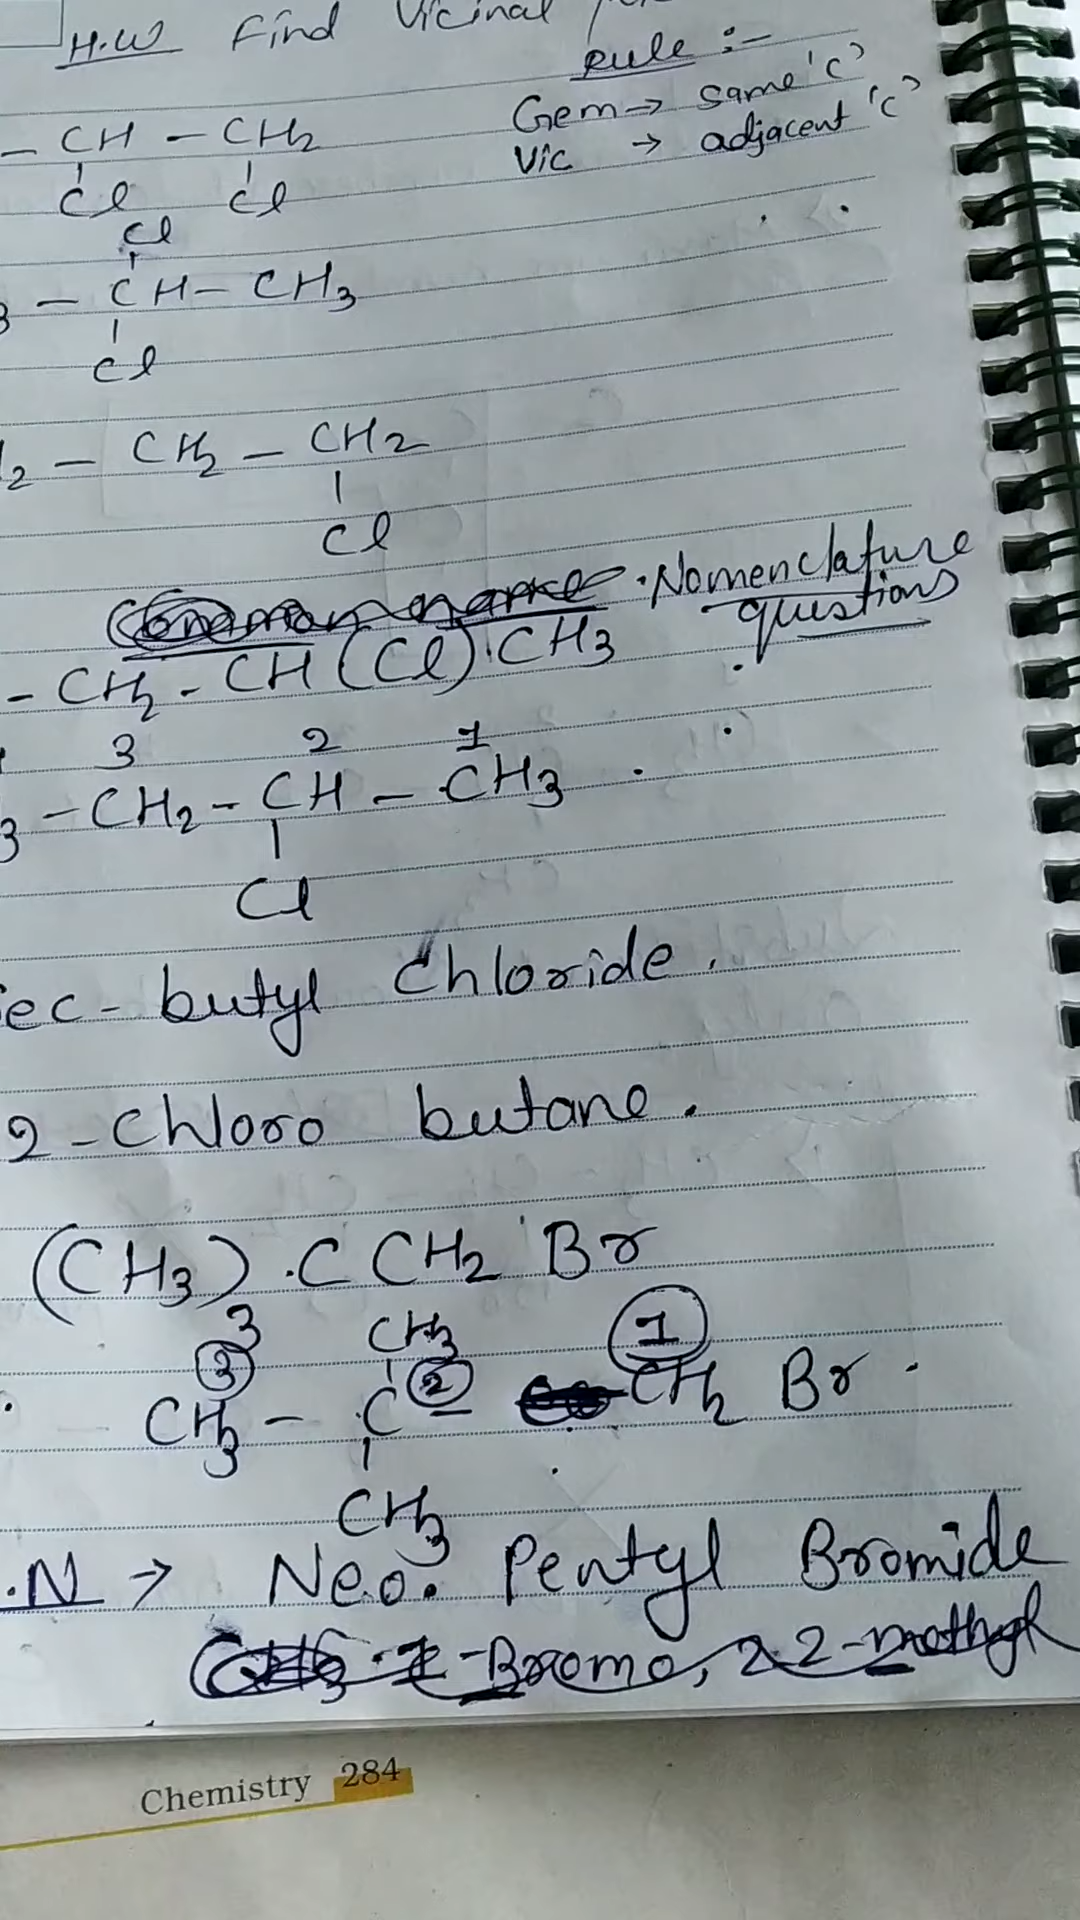 H.W Find Vicinal
Rule :-
Gem → same 'C'
Vic → adjacent 'C'
- CH - CH2
Cl Cl
Cl
3 - CH - CH3
Cl
2 - CH2 - CH2
Cl
Nomenclature
questions
- CH2 - CH (Cl) CH3
3 2 1
3 - CH2 - CH - CH3
Cl
ec - butyl Chloride.
2 - Chloro butane.
(CH3)3 . C CH2 Br
3 CH3 2 1
CH3 - C - CH2 Br
CH3
.N → Neo. Pentyl Bromide
1-Bromo, 2 2-methyl
Chemistry 284